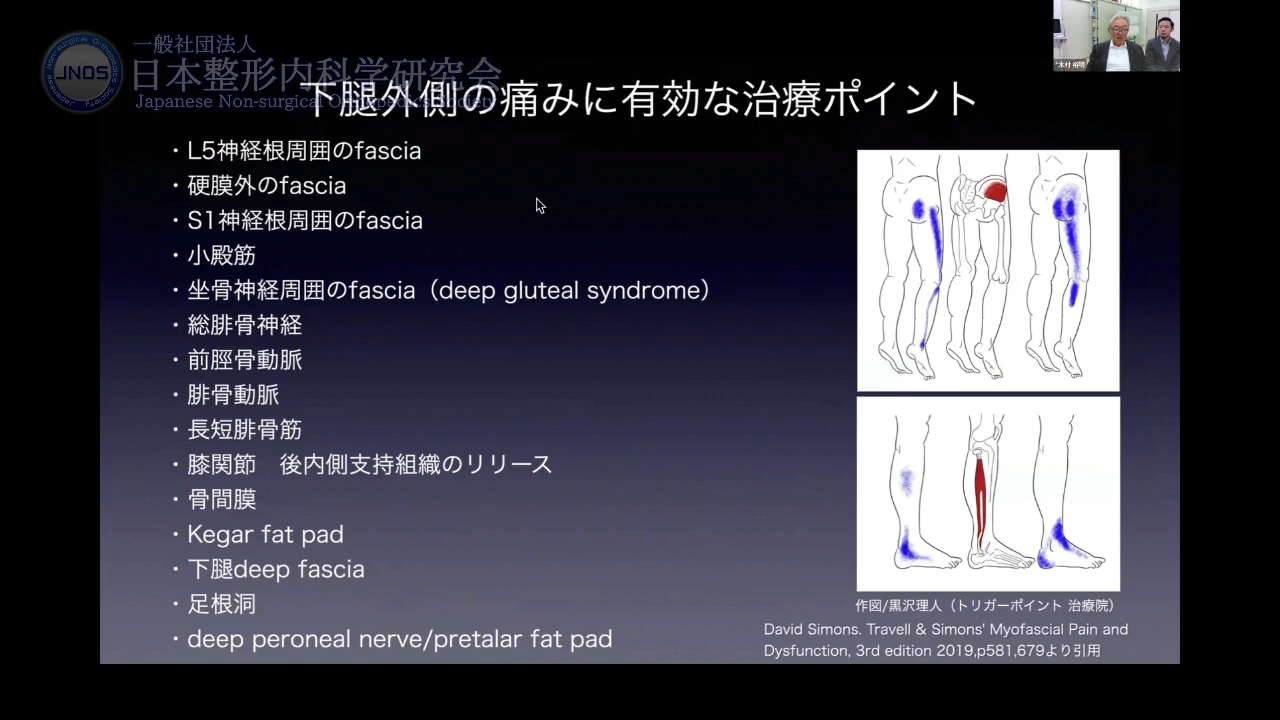 一般社団法人
日本整形内科学研究会
JNOS
Japanese Non-surgical Orthopedics Society
下腿外側の痛みに有効な治療ポイント
・L5神経根周囲のfascia
・硬膜外のfascia
・S1神経根周囲のfascia
・小殿筋
・坐骨神経周囲のfascia（deep gluteal syndrome）
・総腓骨神経
・前脛骨動脈
・腓骨動脈
・長短腓骨筋
・膝関節　後内側支持組織のリリース
・骨間膜
・Kegar fat pad
・下腿deep fascia
・足根洞
・deep peroneal nerve/pretalar fat pad
作図/黒沢理人（トリガーポイント 治療院）
David Simons. Travell & Simons' Myofascial Pain and
Dysfunction, 3rd edition 2019,p581,679より引用